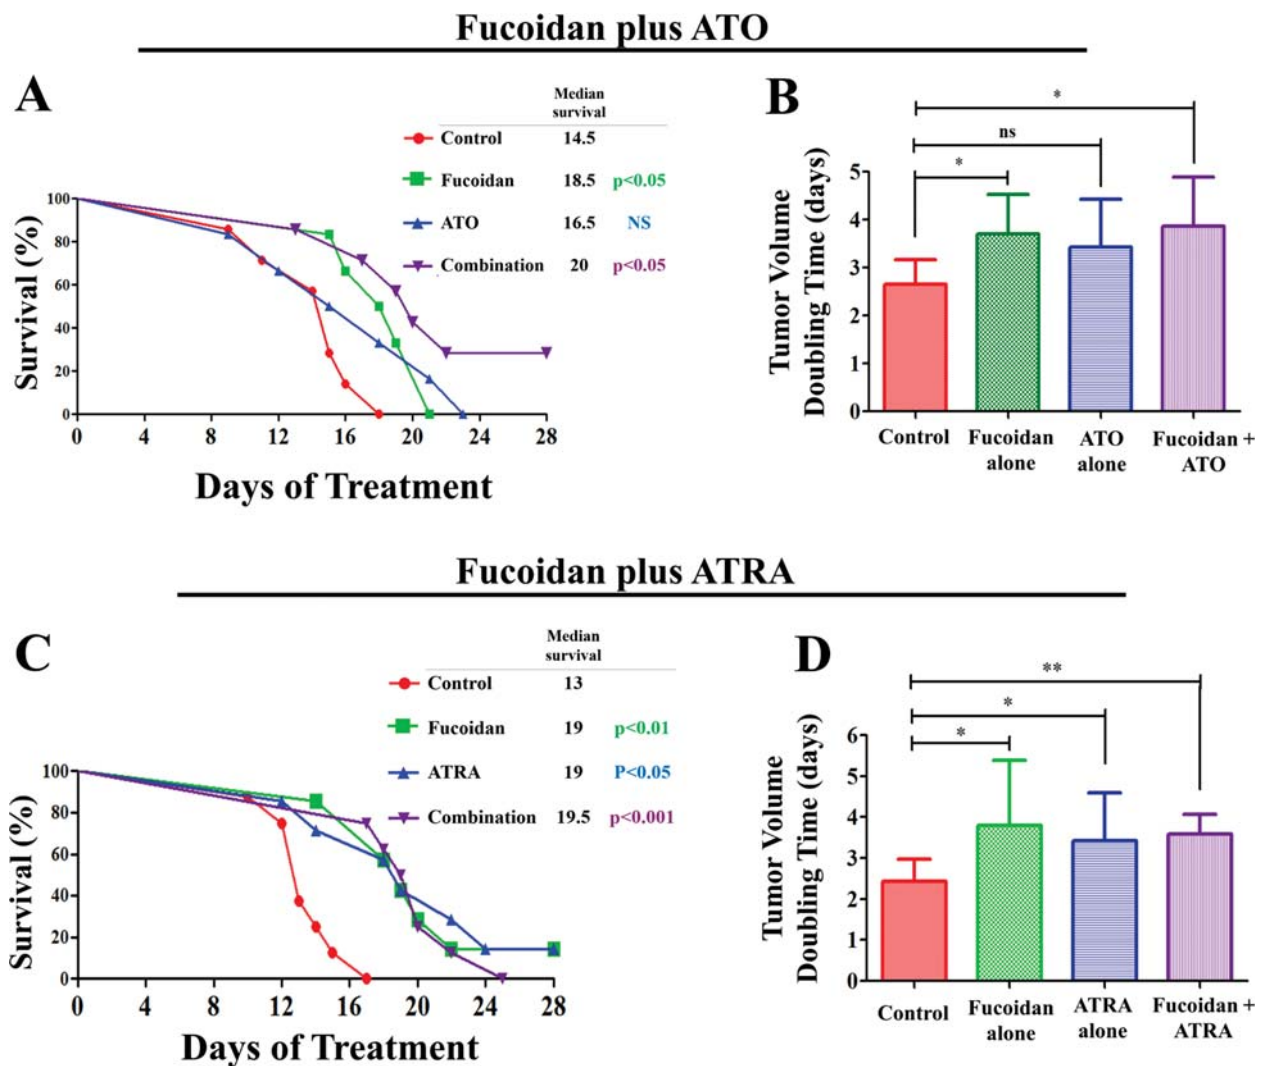 Fucoidan plus ATO
A
Median
survival
Control 14.5
Fucoidan 18.5 p<0.05
ATO 16.5 NS
Combination 20 p<0.05
Survival (%)
100
80
60
40
20
0
0 4 8 12 16 20 24 28
Days of Treatment
B
*
ns
*
Tumor Volume
Doubling Time (days)
5
4
3
2
1
0
Control
Fucoidan
alone
ATO
alone
Fucoidan +
ATO
Fucoidan plus ATRA
C
Median
survival
Control 13
Fucoidan 19 p<0.01
ATRA 19 P<0.05
Combination 19.5 p<0.001
Survival (%)
100
80
60
40
20
0
0 4 8 12 16 20 24 28
Days of Treatment
D
**
*
*
Tumor Volume
Doubling Time (days)
6
5
4
3
2
1
0
Control
Fucoidan
alone
ATRA
alone
Fucoidan +
ATRA